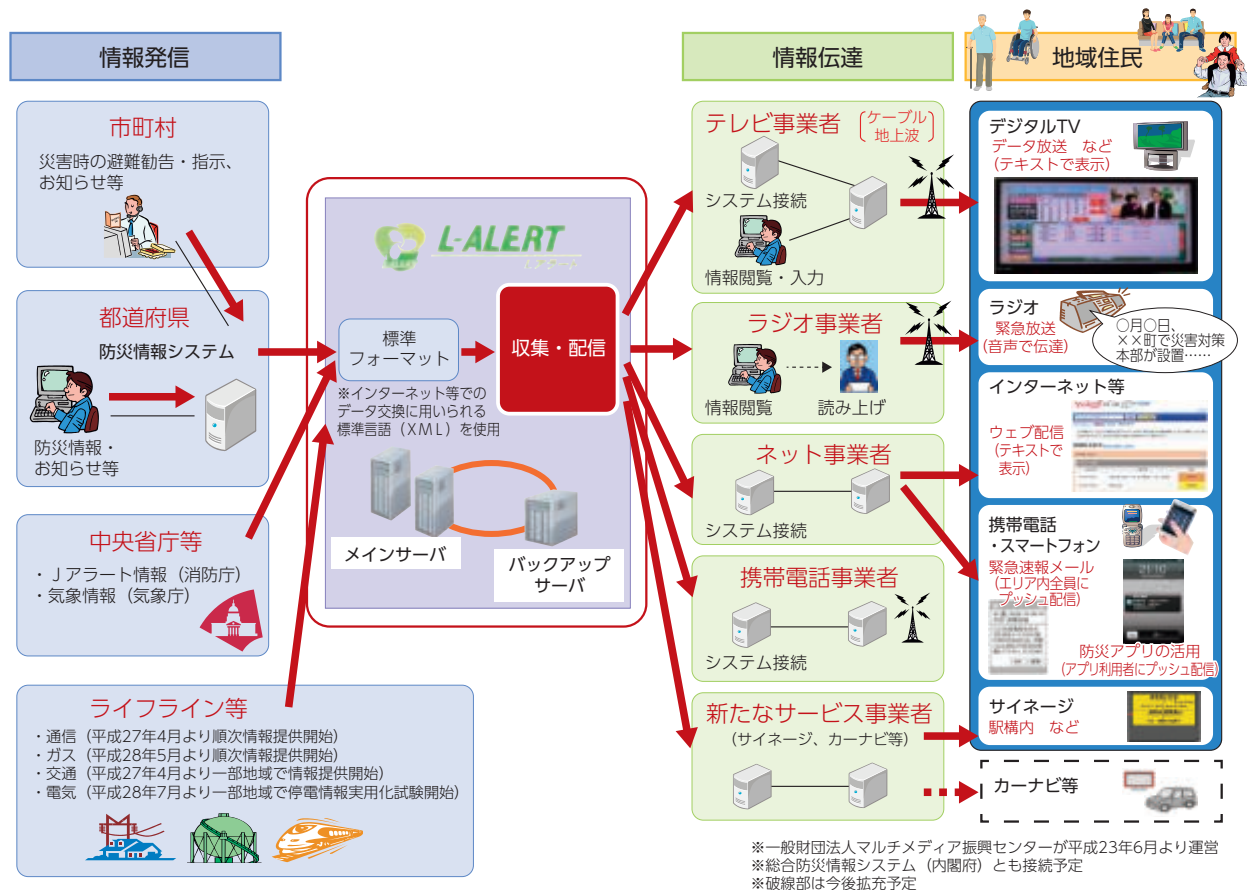 情報発信
情報伝達
地域住民
市町村
災害時の避難勧告・指示、
お知らせ等
都道府県
防災情報システム
防災情報・
お知らせ等
中央省庁等
・Jアラート情報（消防庁）
・気象情報（気象庁）
ライフライン等
・通信（平成27年4月より順次情報提供開始）
・ガス（平成28年5月より順次情報提供開始）
・交通（平成27年4月より一部地域で情報提供開始）
・電気（平成28年7月より一部地域で停電情報実用化試験開始）
L-ALERT
標準
フォーマット
収集・配信
※インターネット等での
データ交換に用いられる
標準言語（XML）を使用
メインサーバ
バックアップ
サーバ
テレビ事業者
ケーブル
地上波
システム接続
情報閲覧・入力
ラジオ事業者
情報閲覧
読み上げ
ネット事業者
システム接続
携帯電話事業者
システム接続
新たなサービス事業者
（サイネージ、カーナビ等）
デジタルTV
データ放送　など
（テキストで表示）
ラジオ
緊急放送
（音声で伝達）
〇月〇日、
××町で災害対策
本部が設置……
インターネット等
ウェブ配信
（テキストで
表示）
携帯電話
・スマートフォン
緊急速報メール
（エリア内全員に
プッシュ配信）
防災アプリの活用
（アプリ利用者にプッシュ配信）
サイネージ
駅構内　など
カーナビ等
※一般財団法人マルチメディア振興センターが平成23年6月より運営
※総合防災情報システム（内閣府）とも接続予定
※破線部は今後拡充予定